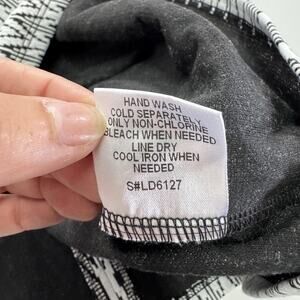 HAND WASH
COLD SEPARATELY
ONLY NON-CHLORINE
BLEACH WHEN NEEDED
LINE DRY
COOL IRON WHEN
NEEDED
S#LD6127